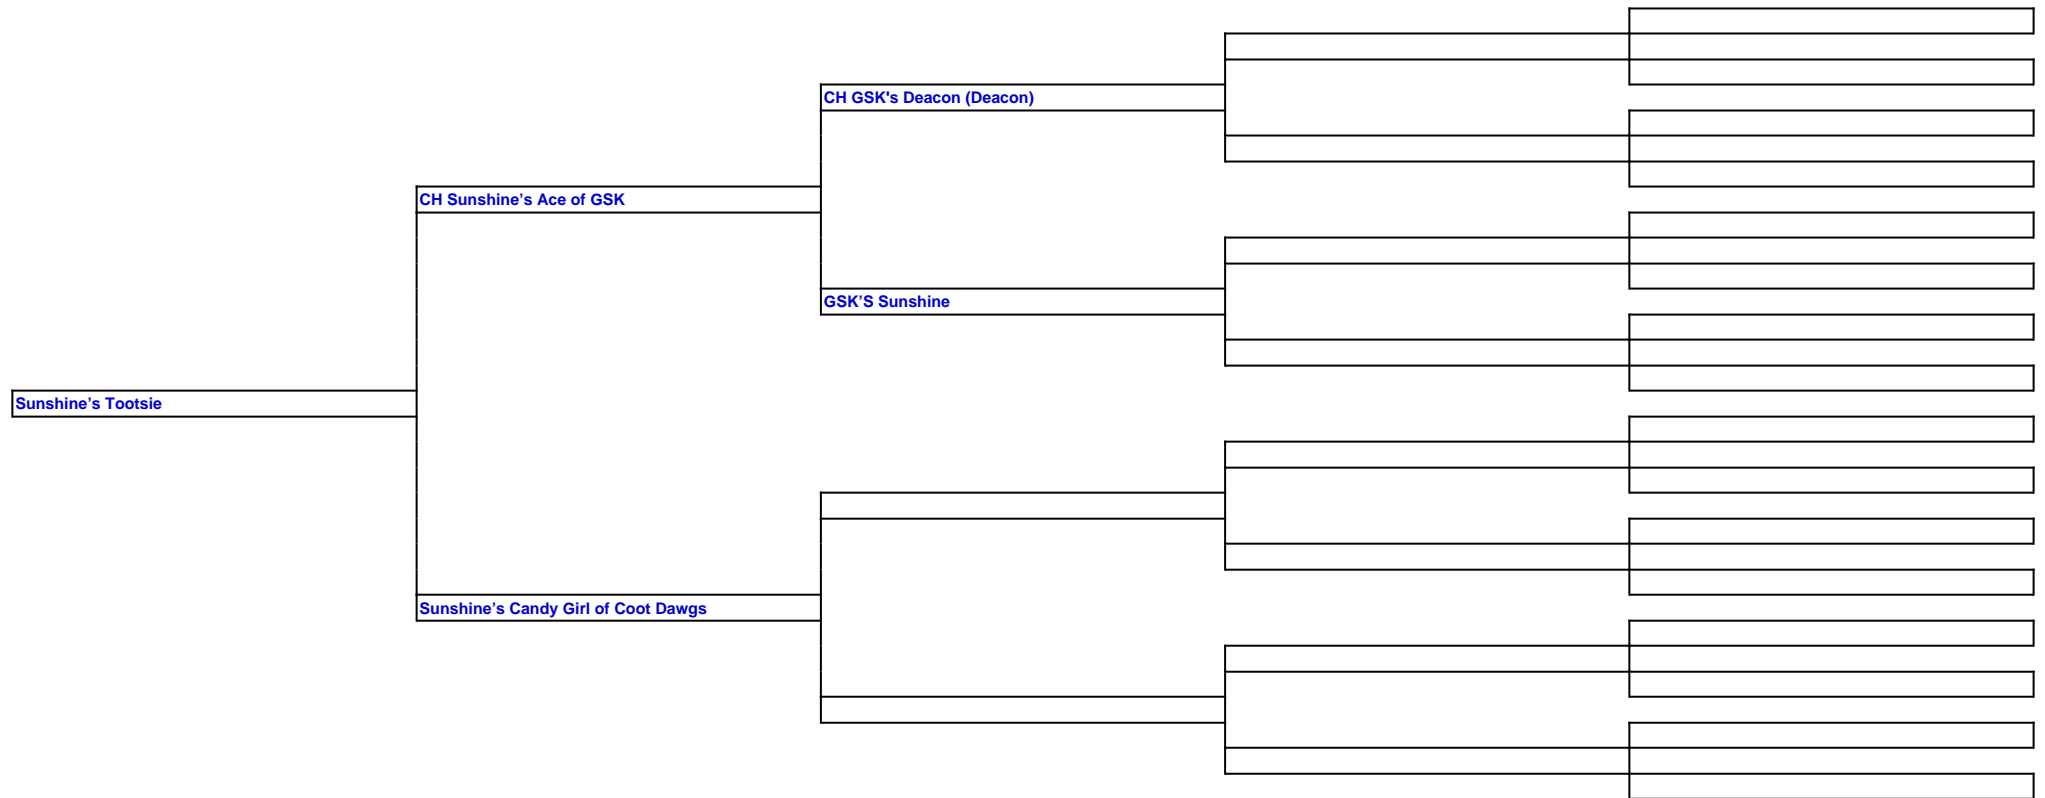 CH GSK's Deacon (Deacon)
CH Sunshine’s Ace of GSK
GSK’S Sunshine
Sunshine’s Tootsie
Sunshine’s Candy Girl of Coot Dawgs